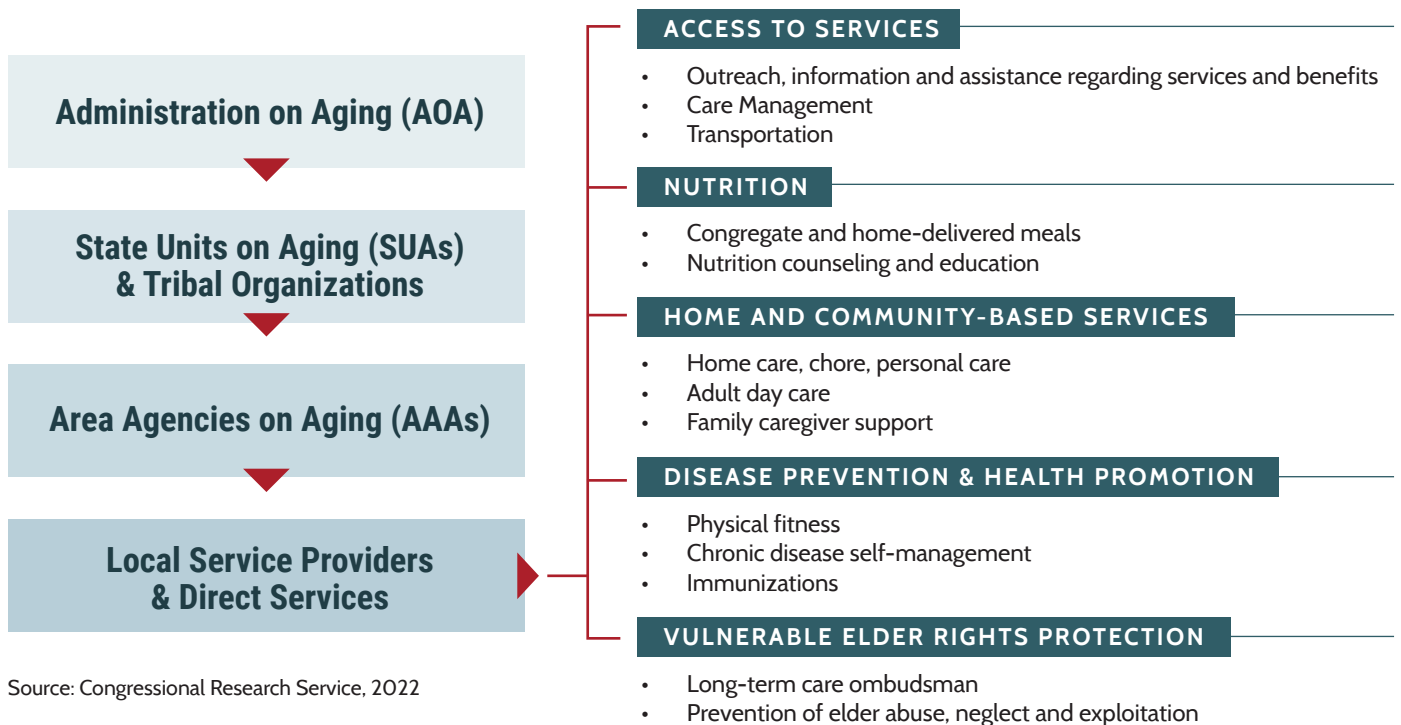 Administration on Aging (AOA)
State Units on Aging (SUAs)
& Tribal Organizations
Area Agencies on Aging (AAAs)
Local Service Providers
& Direct Services
Source: Congressional Research Service, 2022
ACCESS TO SERVICES
• Outreach, information and assistance regarding services and benefits
• Care Management
• Transportation
NUTRITION
• Congregate and home-delivered meals
• Nutrition counseling and education
HOME AND COMMUNITY-BASED SERVICES
• Home care, chore, personal care
• Adult day care
• Family caregiver support
DISEASE PREVENTION & HEALTH PROMOTION
• Physical fitness
• Chronic disease self-management
• Immunizations
VULNERABLE ELDER RIGHTS PROTECTION
• Long-term care ombudsman
• Prevention of elder abuse, neglect and exploitation